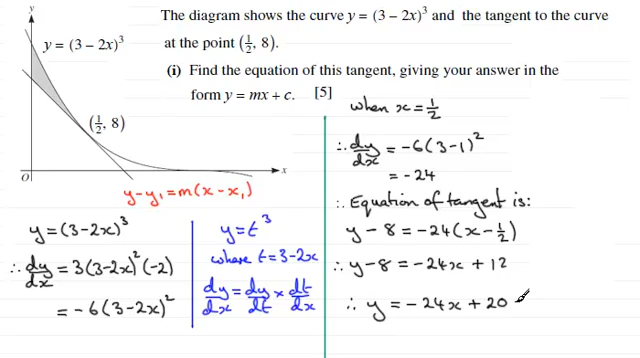 The diagram shows the curve y = (3 – 2x)³ and the tangent to the curve
at the point (½, 8).
(i) Find the equation of this tangent, giving your answer in the
form y = mx + c. [5]
y
y = (3 – 2x)³
(½, 8)
O
x
y-y₁=m(x-x₁)
y=(3-2x)³
∴ dy/dx = 3(3-2x)²(-2)
= -6(3-2x)²
y=t³
where t=3-2x
dy/dx = dy/dt × dt/dx
when x=½
∴ dy/dx = -6(3-1)²
= -24
∴ Equation of tangent is:
y-8 = -24(x-½)
∴ y-8 = -24x+12
∴ y = -24x+20